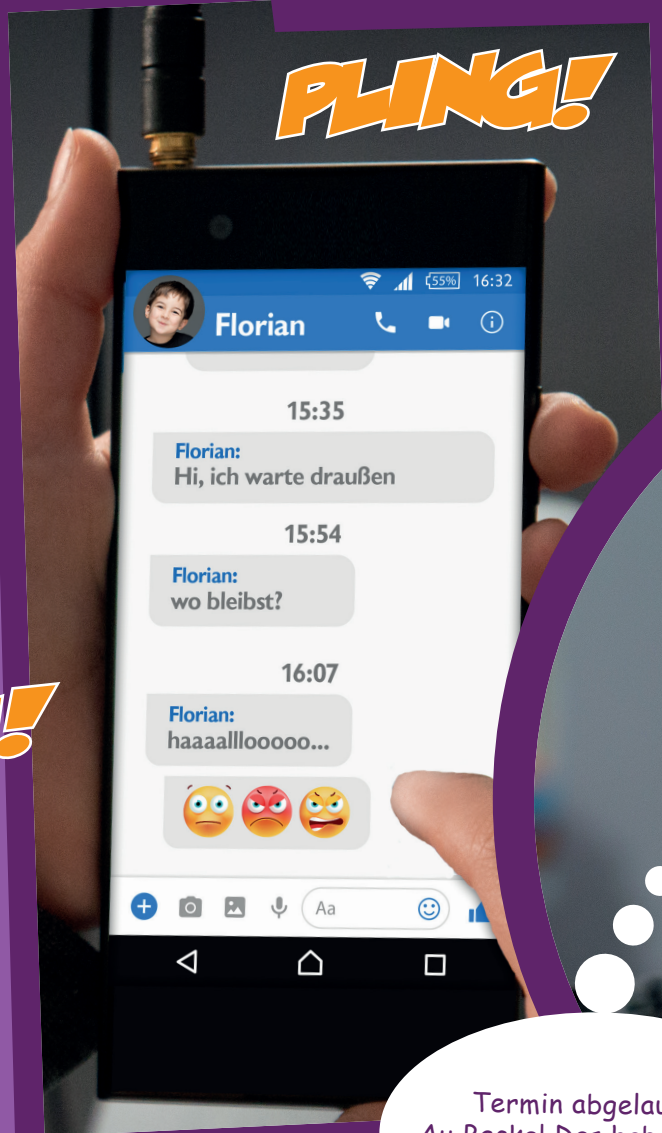 PLING!
55% 16:32
Florian
15:35
Florian:
Hi, ich warte draußen
15:54
Florian:
wo bleibst?
16:07
Florian:
haaaalllooooo...
Aa
!
Termin